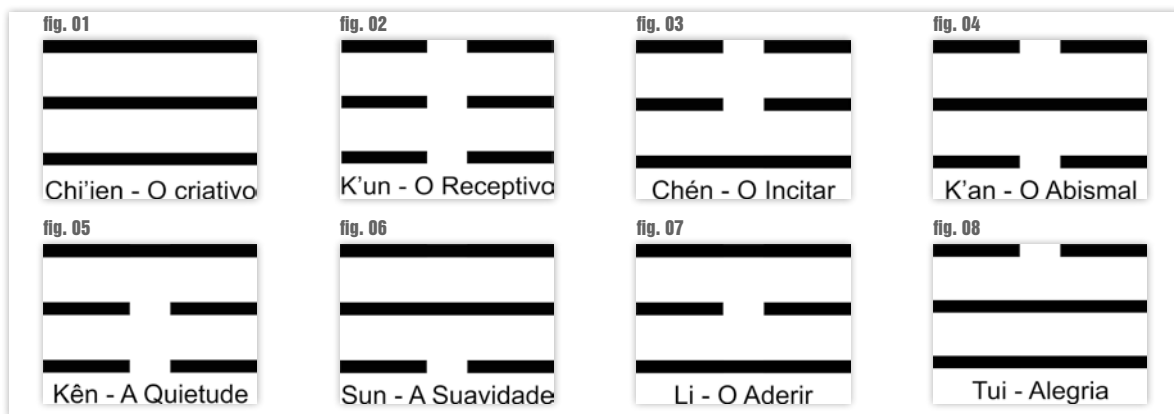 fig. 01
fig. 02
fig. 03
fig. 04
Chi'ien - O criativo
K'un - O Receptivo
Chén - O Incitar
K'an - O Abismal
fig. 05
fig. 06
fig. 07
fig. 08
Kên - A Quietude
Sun - A Suavidade
Li - O Aderir
Tui - Alegria